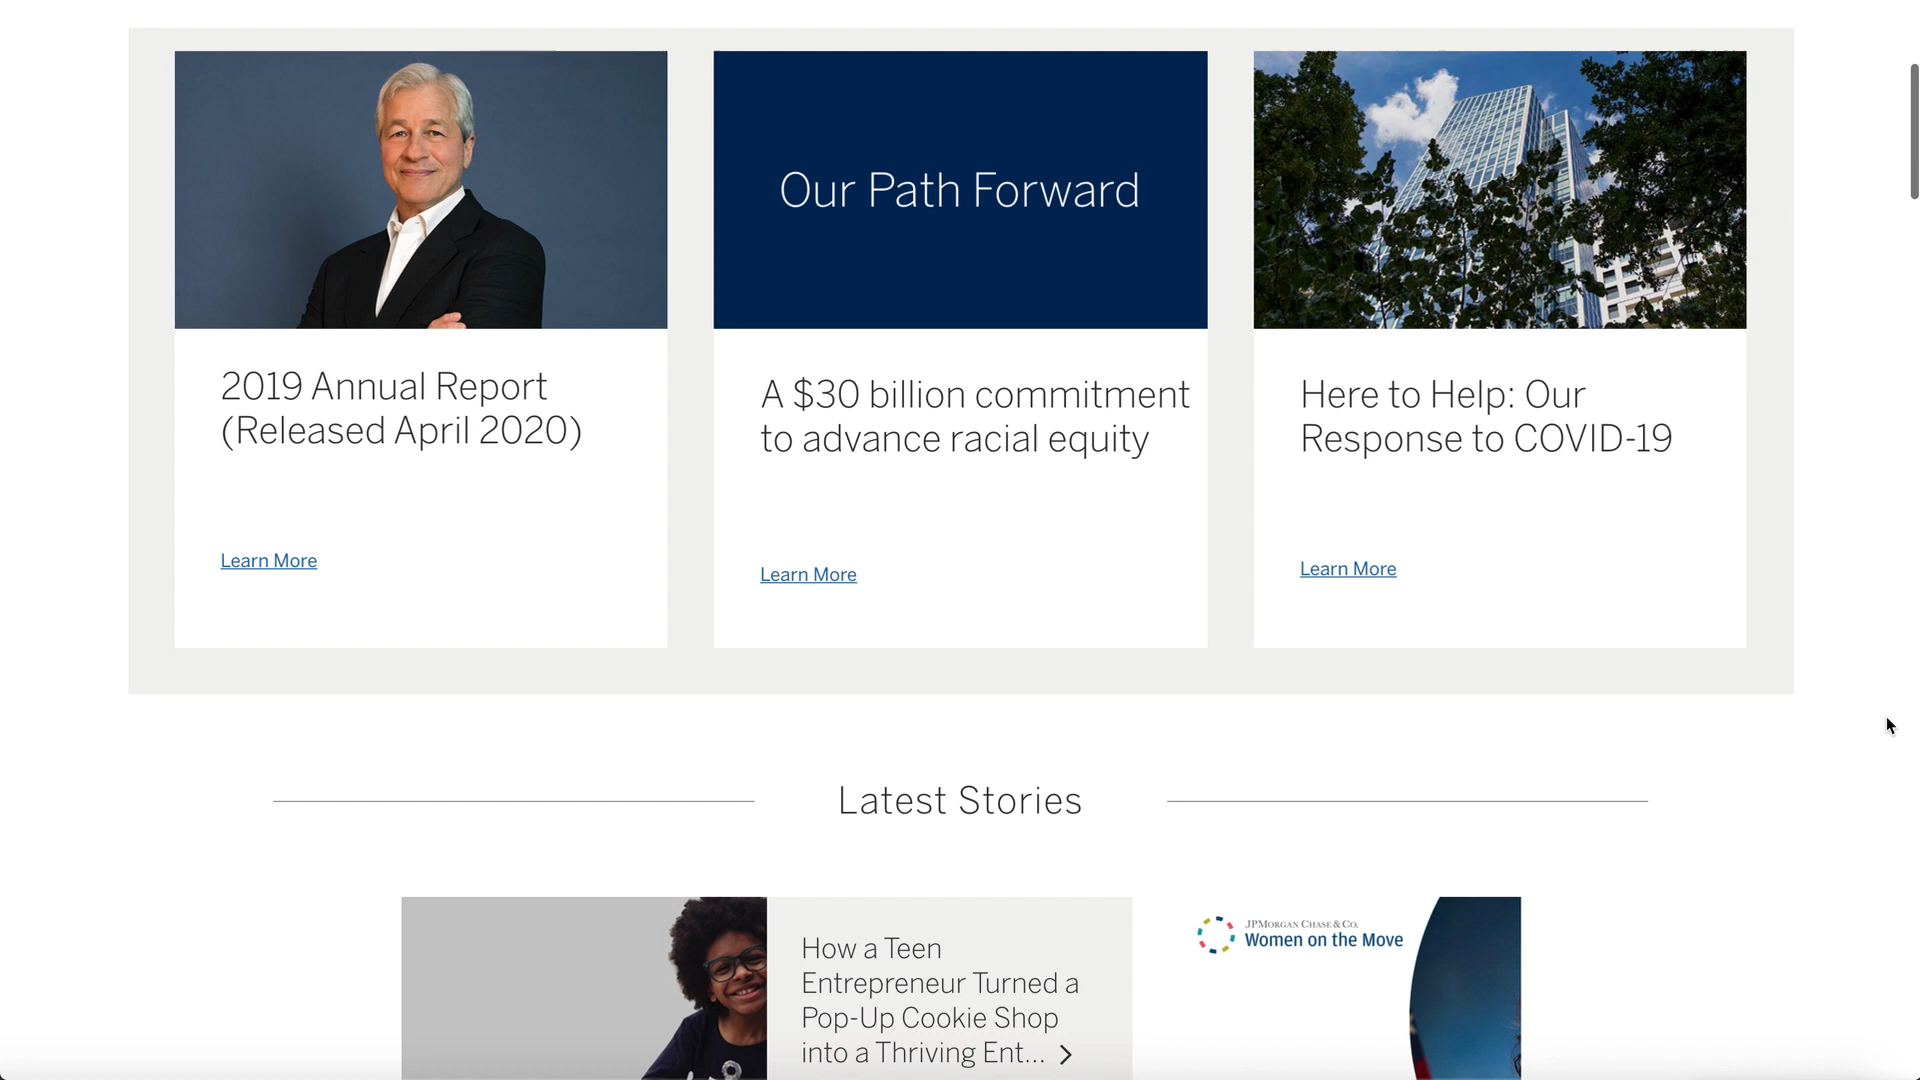 Our Path Forward
2019 Annual Report
(Released April 2020)
Learn More
A $30 billion commitment
to advance racial equity
Learn More
Here to Help: Our
Response to COVID-19
Learn More
Latest Stories
How a Teen
Entrepreneur Turned a
Pop-Up Cookie Shop
into a Thriving Ent...
JPMORGAN CHASE & CO.
Women on the Move